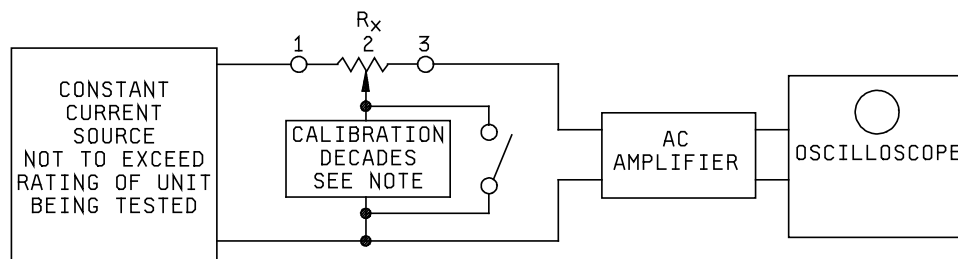 R_X
1 2 3
CONSTANT
CURRENT
SOURCE
NOT TO EXCEED
RATING OF UNIT
BEING TESTED
CALIBRATION
DECADES
SEE NOTE
AC
AMPLIFIER
OSCILLOSCOPE